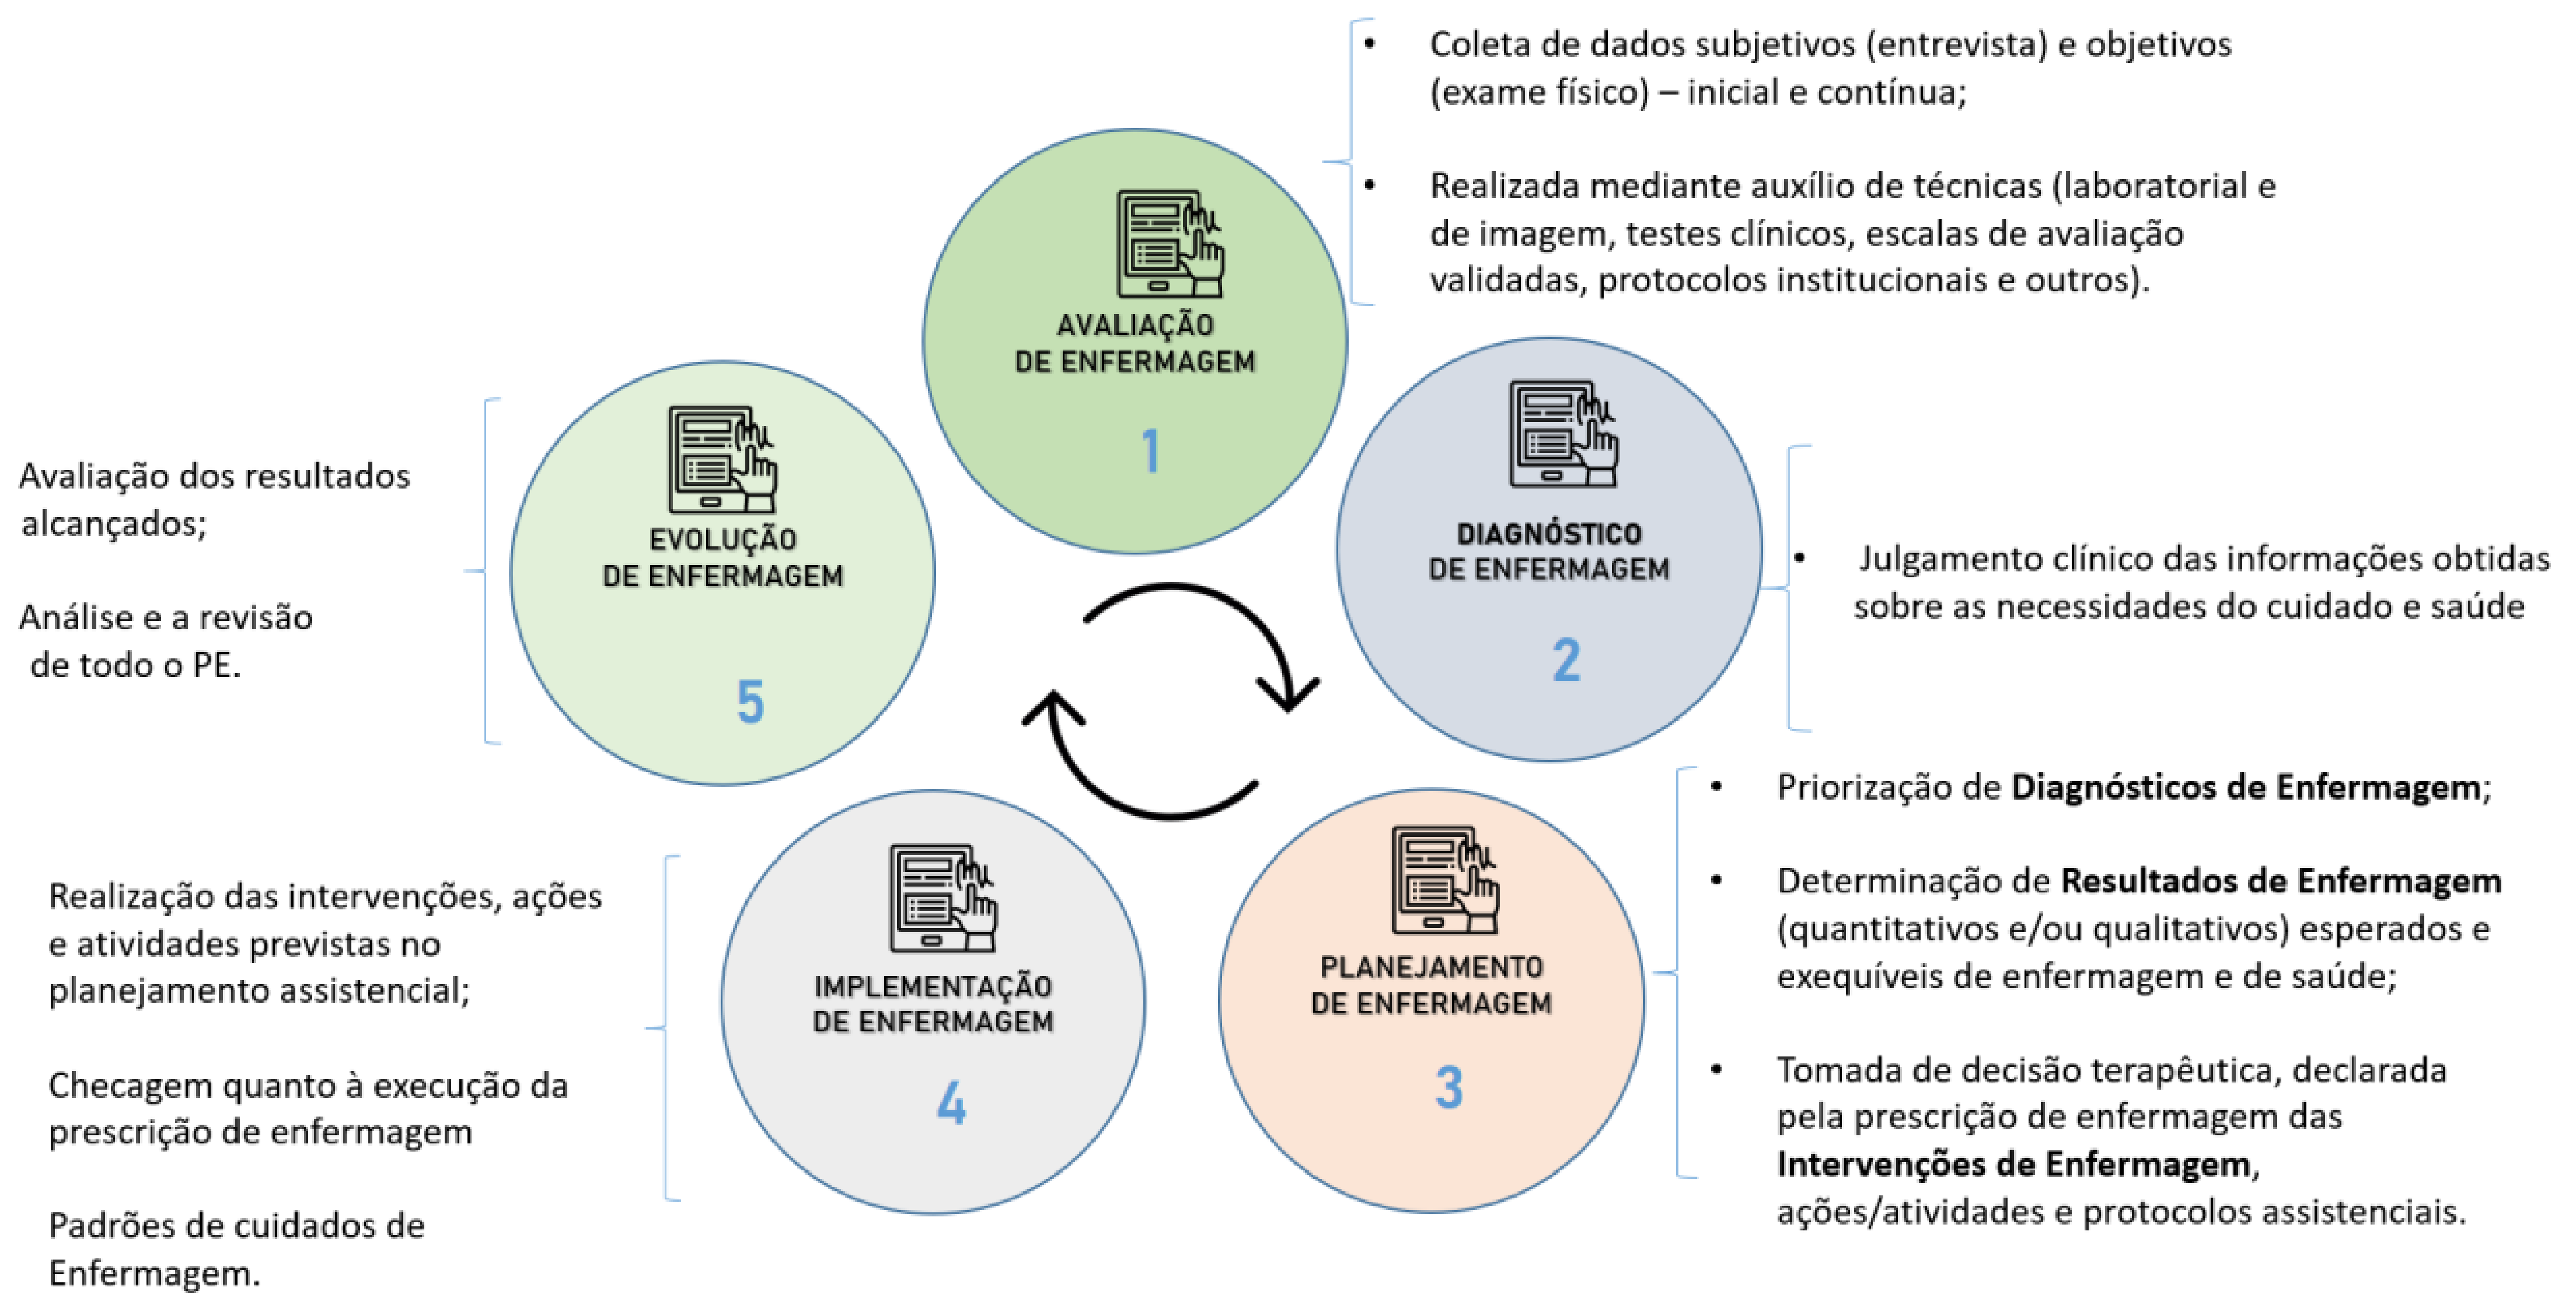 • Coleta de dados subjetivos (entrevista) e objetivos
(exame físico) – inicial e contínua;
• Realizada mediante auxílio de técnicas (laboratorial e
de imagem, testes clínicos, escalas de avaliação
validadas, protocolos institucionais e outros).
AVALIAÇÃO
DE ENFERMAGEM
1
DIAGNÓSTICO
DE ENFERMAGEM
2
• Julgamento clínico das informações obtidas
sobre as necessidades do cuidado e saúde
PLANEJAMENTO
DE ENFERMAGEM
3
• Priorização de Diagnósticos de Enfermagem;
• Determinação de Resultados de Enfermagem
(quantitativos e/ou qualitativos) esperados e
exequíveis de enfermagem e de saúde;
• Tomada de decisão terapêutica, declarada
pela prescrição de enfermagem das
Intervenções de Enfermagem,
ações/atividades e protocolos assistenciais.
IMPLEMENTAÇÃO
DE ENFERMAGEM
4
Realização das intervenções, ações
e atividades previstas no
planejamento assistencial;
Checagem quanto à execução da
prescrição de enfermagem
Padrões de cuidados de
Enfermagem.
EVOLUÇÃO
DE ENFERMAGEM
5
Avaliação dos resultados
alcançados;
Análise e a revisão
de todo o PE.